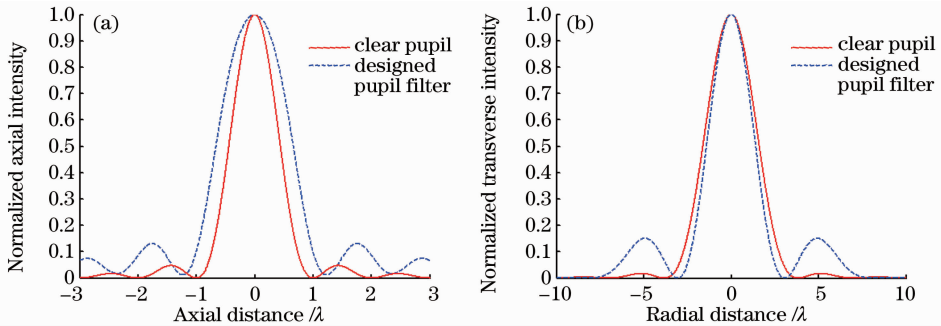 (a)
clear pupil
designed
pupil filter
Normalized axial intensity
1.0
0.9
0.8
0.7
0.6
0.5
0.4
0.3
0.2
0.1
0
−3 −2 −1 0 1 2 3
Axial distance /λ
(b)
clear pupil
designed
pupil filter
Normalized transverse intensity
1.0
0.9
0.8
0.7
0.6
0.5
0.4
0.3
0.2
0.1
0
−10 −5 0 5 10
Radial distance /λ